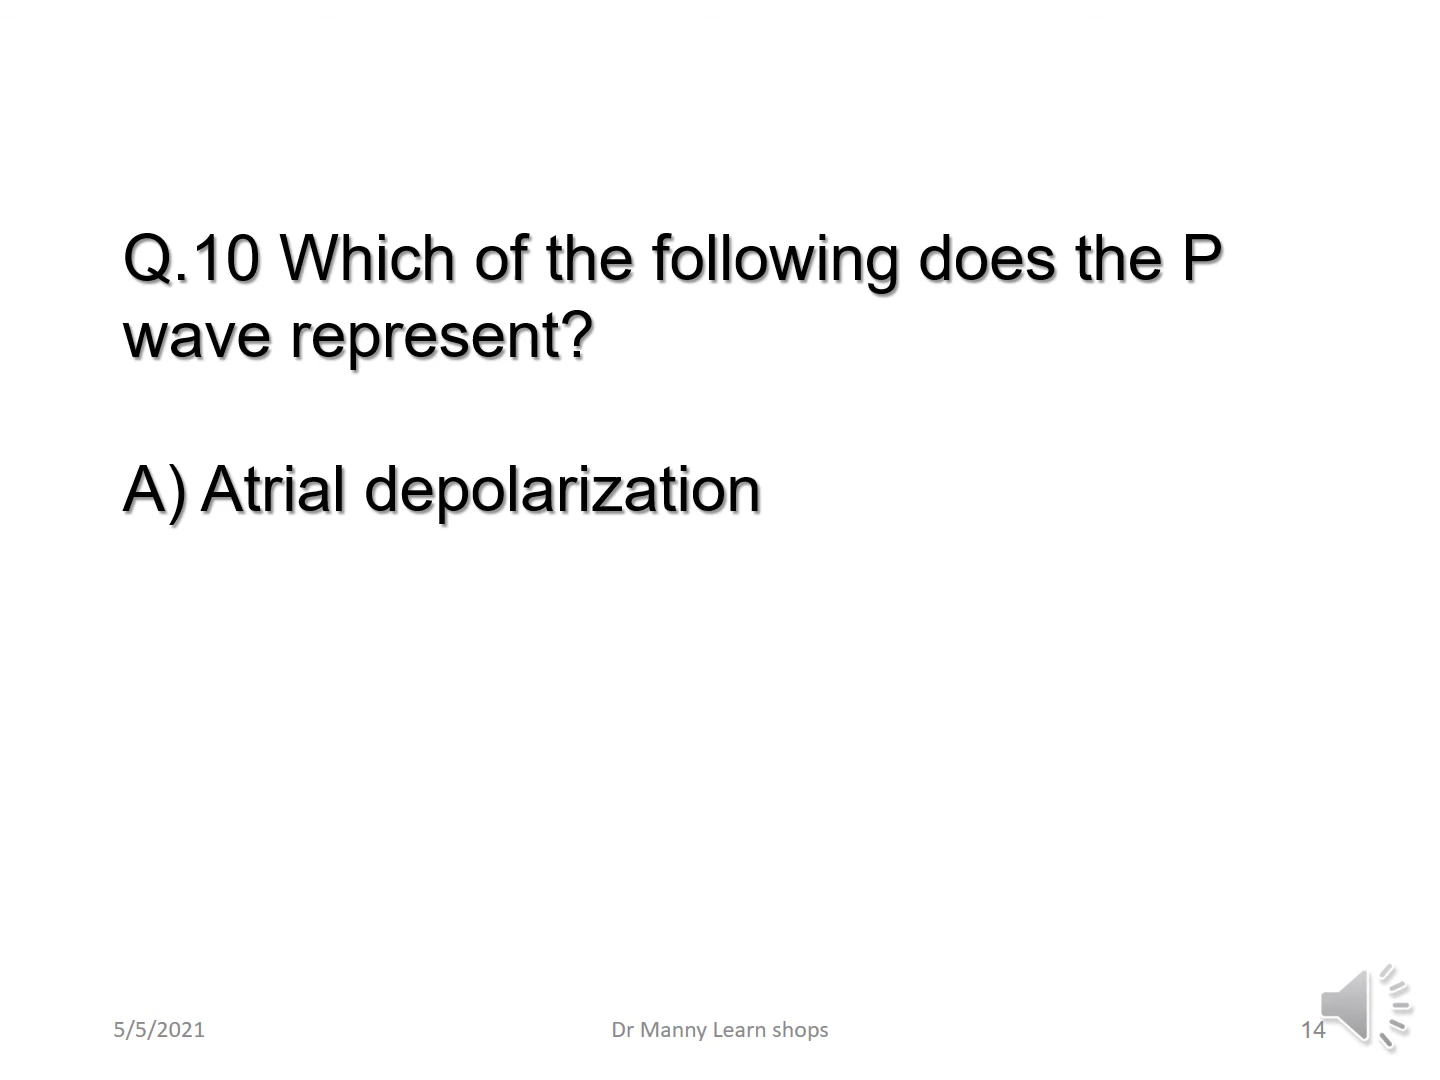 Q.10 Which of the following does the P
wave represent?
A) Atrial depolarization
5/5/2021
Dr Manny Learn shops
14